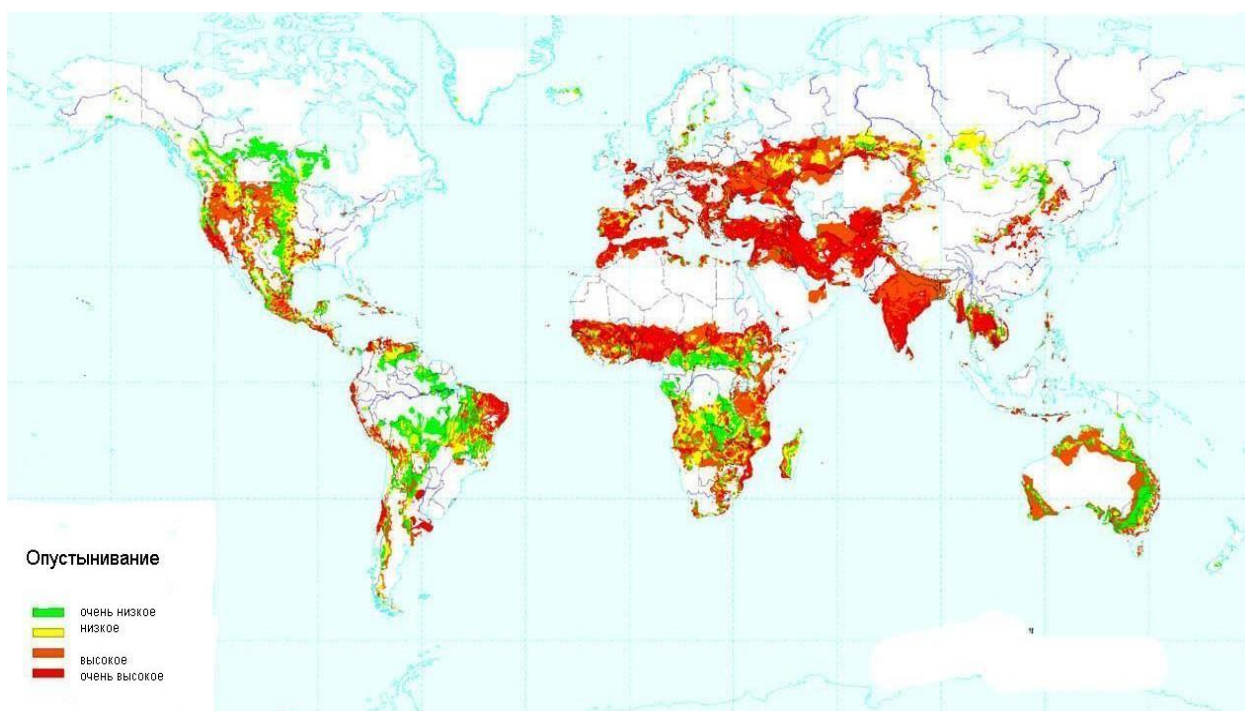 Опустынивание
очень низкое
низкое
высокое
очень высокое